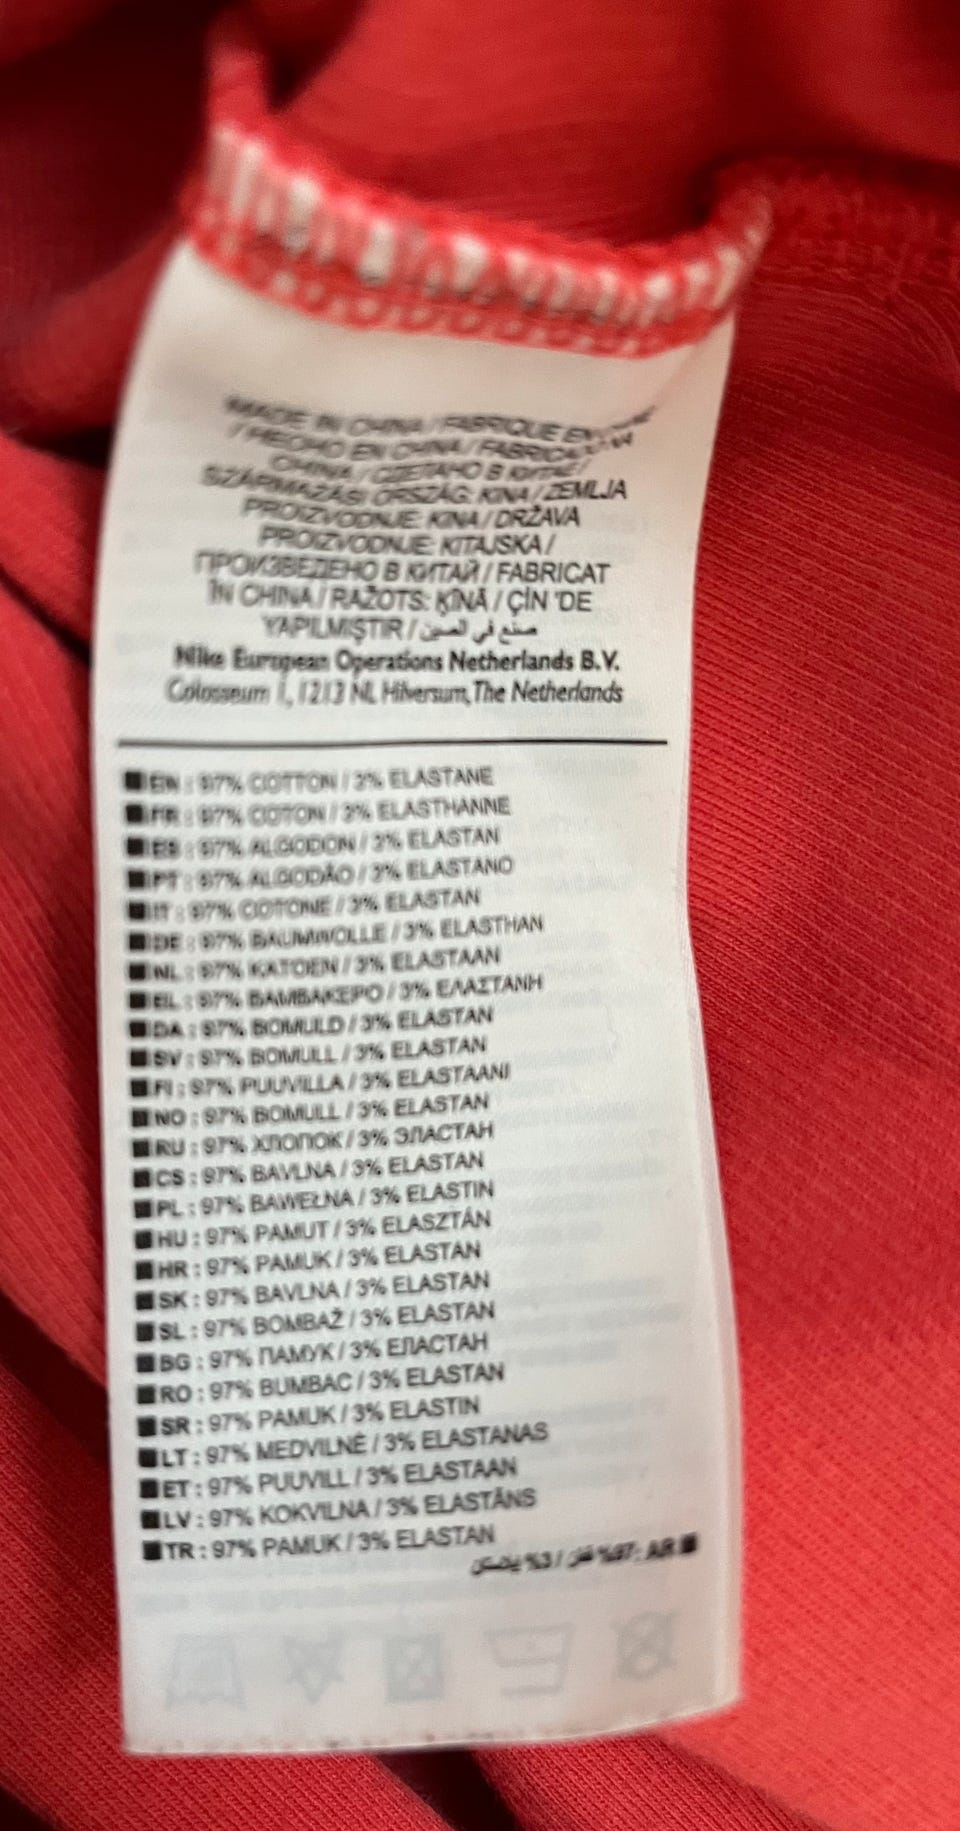 MADE IN CHINA / FABRIQUÉ EN
/ HECHO EN CHINA / FABRICADO NA
CHINA / СДЕЛАНО В КИТАЕ /
SZÁRMAZÁSI ORSZÁG: KÍNA / ZEMLJA
PROIZVODNJE: KINA / DRŽAVA
PROIZVODNJE: KITAJSKA /
ПРОИЗВЕДЕНО В КИТАЙ / FABRICAT
ÎN CHINA / RAŽOTS: ĶĪNĀ / ÇİN 'DE
YAPILMIŞTIR / صنع في الصين
Nike European Operations Netherlands B.V.
Colosseum 1, 1213 NL Hilversum, The Netherlands
EN : 97% COTTON / 3% ELASTANE
FR : 97% COTON / 3% ELASTHANNE
ES : 97% ALGODON / 3% ELASTAN
PT : 97% ALGODÃO / 3% ELASTANO
IT : 97% COTONE / 3% ELASTAN
DE : 97% BAUMWOLLE / 3% ELASTHAN
NL : 97% KATOEN / 3% ELASTAAN
EL : 97% ΒΑΜΒΑΚΕΡΟ / 3% ΕΛΑΣΤΑΝΗ
DA : 97% BOMULD / 3% ELASTAN
SV : 97% BOMULL / 3% ELASTAN
FI : 97% PUUVILLA / 3% ELASTAANI
NO : 97% BOMULL / 3% ELASTAN
RU : 97% ХЛОПОК / 3% ЭЛАСТАН
CS : 97% BAVLNA / 3% ELASTAN
PL : 97% BAWEŁNA / 3% ELASTIN
HU : 97% PAMUT / 3% ELASZTÁN
HR : 97% PAMUK / 3% ELASTAN
SK : 97% BAVLNA / 3% ELASTAN
SL : 97% BOMBAŽ / 3% ELASTAN
BG : 97% ПАМУК / 3% ЕЛАСТАН
RO : 97% BUMBAC / 3% ELASTAN
SR : 97% PAMUK / 3% ELASTIN
LT : 97% MEDVILNĖ / 3% ELASTANAS
ET : 97% PUUVILL / 3% ELASTAAN
LV : 97% KOKVILNA / 3% ELASTĀNS
TR : 97% PAMUK / 3% ELASTAN
AR : 97% قطن / 3%